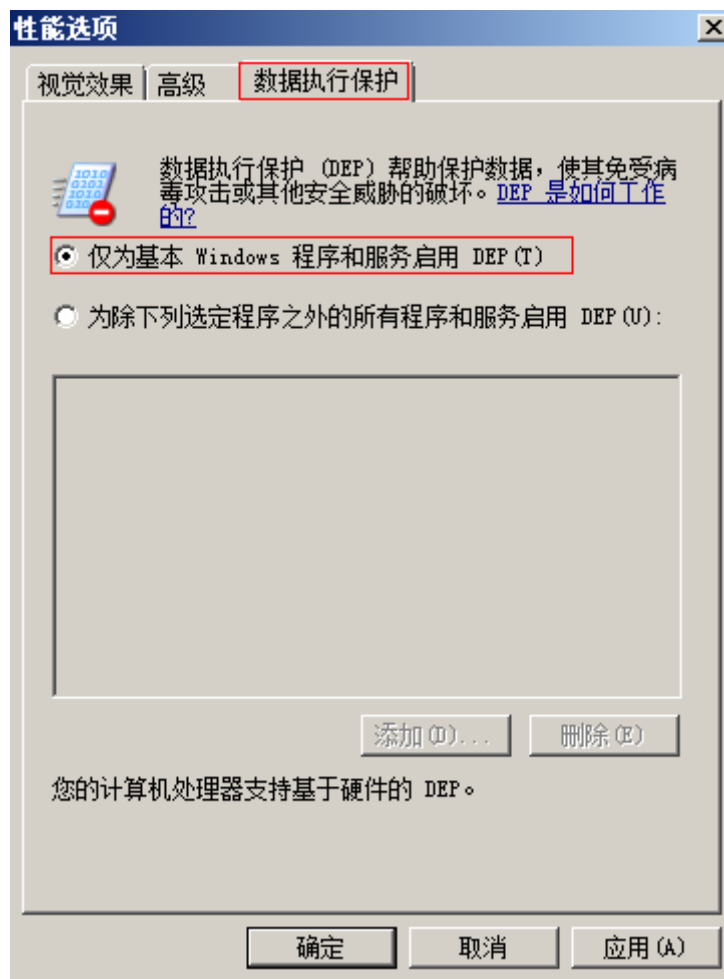 性能选项
视觉效果 高级 数据执行保护
数据执行保护 (DEP) 帮助保护数据，使其免受病
毒攻击或其他安全威胁的破坏。DEP 是如何工作
的?
仅为基本 Windows 程序和服务启用 DEP(T)
为除下列选定程序之外的所有程序和服务启用 DEP(U):
添加(D)... 删除(E)
您的计算机处理器支持基于硬件的 DEP。
确定 取消 应用(A)